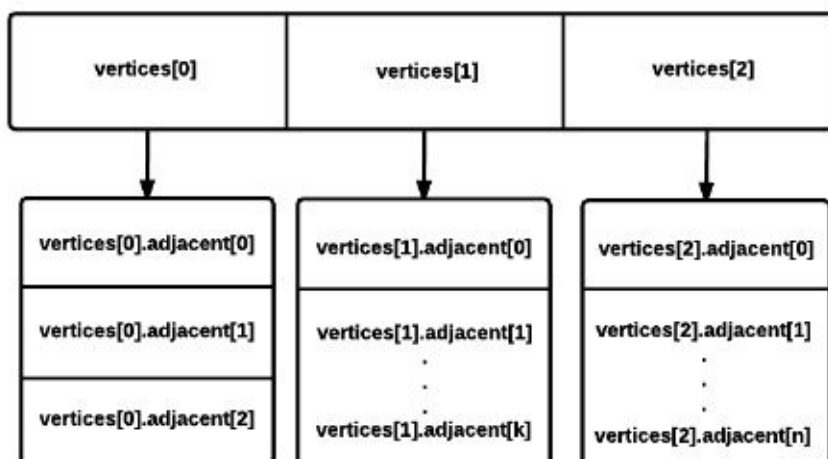 vertices[0]
vertices[1]
vertices[2]
vertices[0].adjacent[0]
vertices[0].adjacent[1]
vertices[0].adjacent[2]
vertices[1].adjacent[0]
vertices[1].adjacent[1]
.
.
.
vertices[1].adjacent[k]
vertices[2].adjacent[0]
vertices[2].adjacent[1]
.
.
.
vertices[2].adjacent[n]